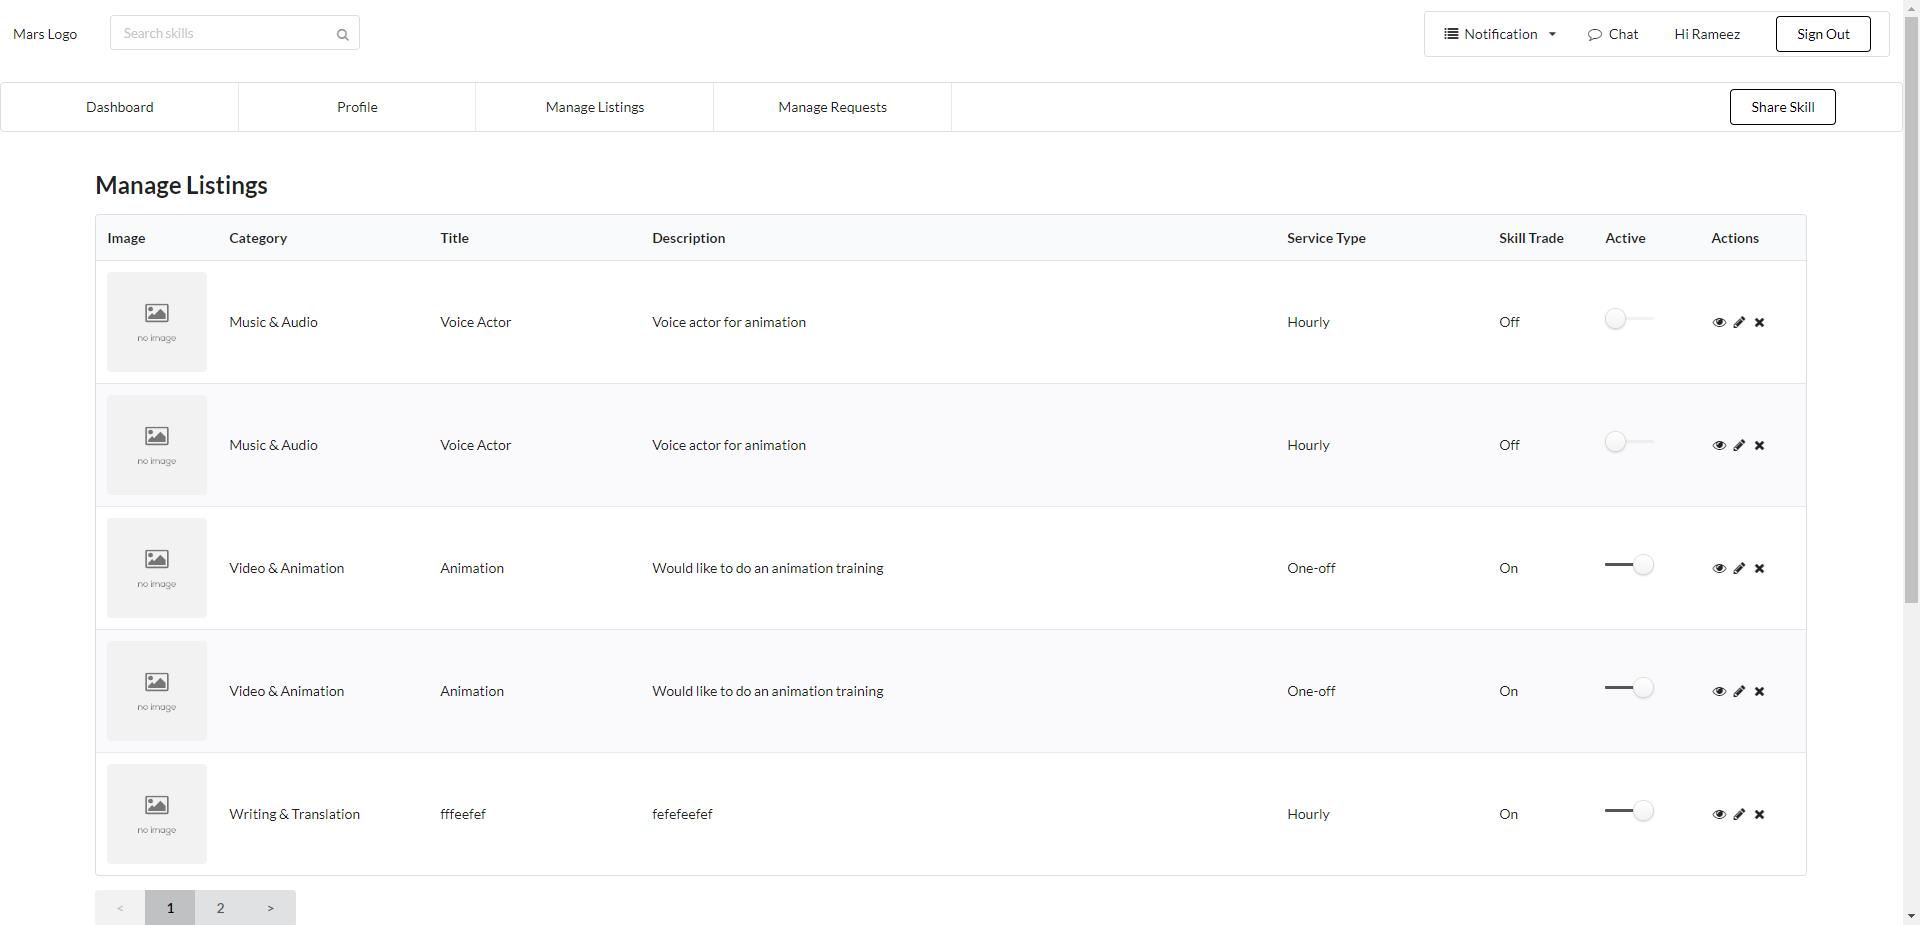 Mars Logo
Search skills
Notification
Chat
Hi Rameez
Sign Out
Dashboard
Profile
Manage Listings
Manage Requests
Share Skill
Manage Listings
Image Category Title Description Service Type Skill Trade Active Actions
no image Music & Audio Voice Actor Voice actor for animation Hourly Off
no image Music & Audio Voice Actor Voice actor for animation Hourly Off
no image Video & Animation Animation Would like to do an animation training One-off On
no image Video & Animation Animation Would like to do an animation training One-off On
no image Writing & Translation fffeefef fefefeefef Hourly On
< 1 2 >